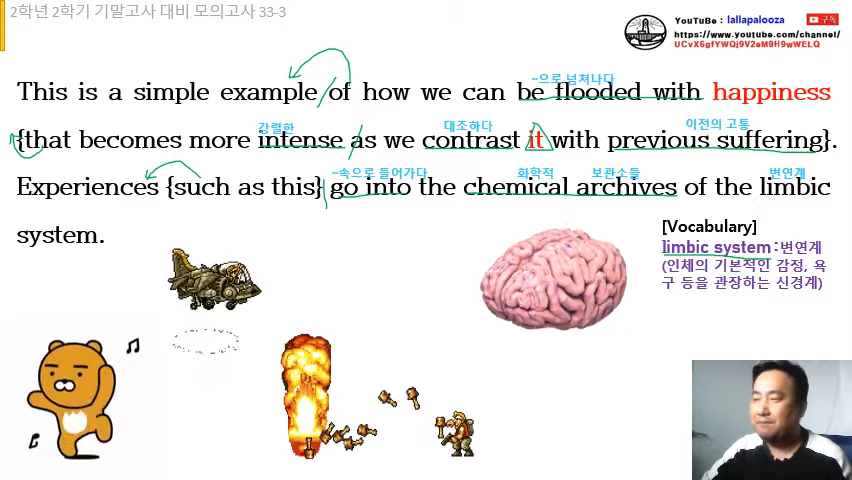 2학년 2학기 기말고사 대비 모의고사 33-3
YouTuBe : lallapalooza 구독
https://www.youtube.com/channel/
UCvX6gfYWQj9V2eM9H9wWELQ
~으로 넘쳐나다
This is a simple example of how we can be flooded with happiness
강렬한 대조하다 이전의 고통
{that becomes more intense as we contrast it with previous suffering}.
~속으로 들어가다 화학적 보관소들 변연계
Experiences {such as this} go into the chemical archives of the limbic
system.
[Vocabulary]
limbic system : 변연계
(인체의 기본적인 감정, 욕
구 등을 관장하는 신경계)